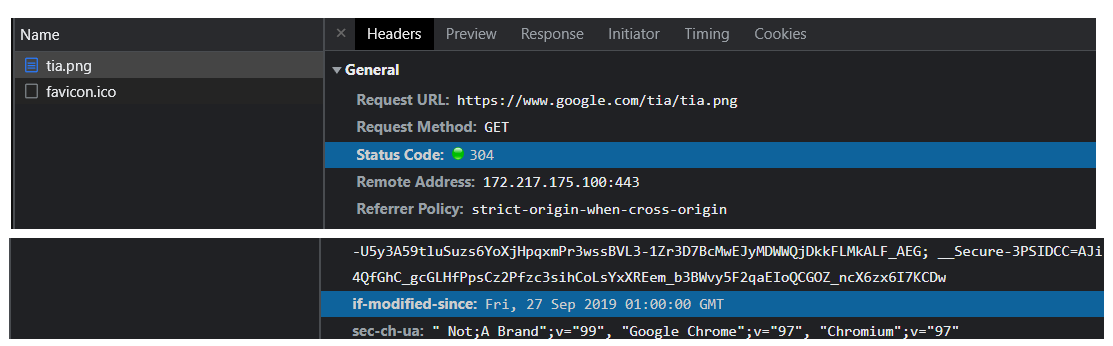 Name
tia.png
favicon.ico
× Headers Preview Response Initiator Timing Cookies
General
Request URL: https://www.google.com/tia/tia.png
Request Method: GET
Status Code: 304
Remote Address: 172.217.175.100:443
Referrer Policy: strict-origin-when-cross-origin
-U5y3A59tluSuzs6YoXjHpqxmPr3wssBVL3-1Zr3D7BcMwEJyMDWWQjDkkFLMkALF_AEG; __Secure-3PSIDCC=AJi
4QfGhC_gcGLHfPpsCz2Pfzc3sihCoLsYxXREem_b3BWvy5F2qaEIoQCGOZ_ncX6zx6I7KCDw
if-modified-since: Fri, 27 Sep 2019 01:00:00 GMT
sec-ch-ua: " Not;A Brand";v="99", "Google Chrome";v="97", "Chromium";v="97"